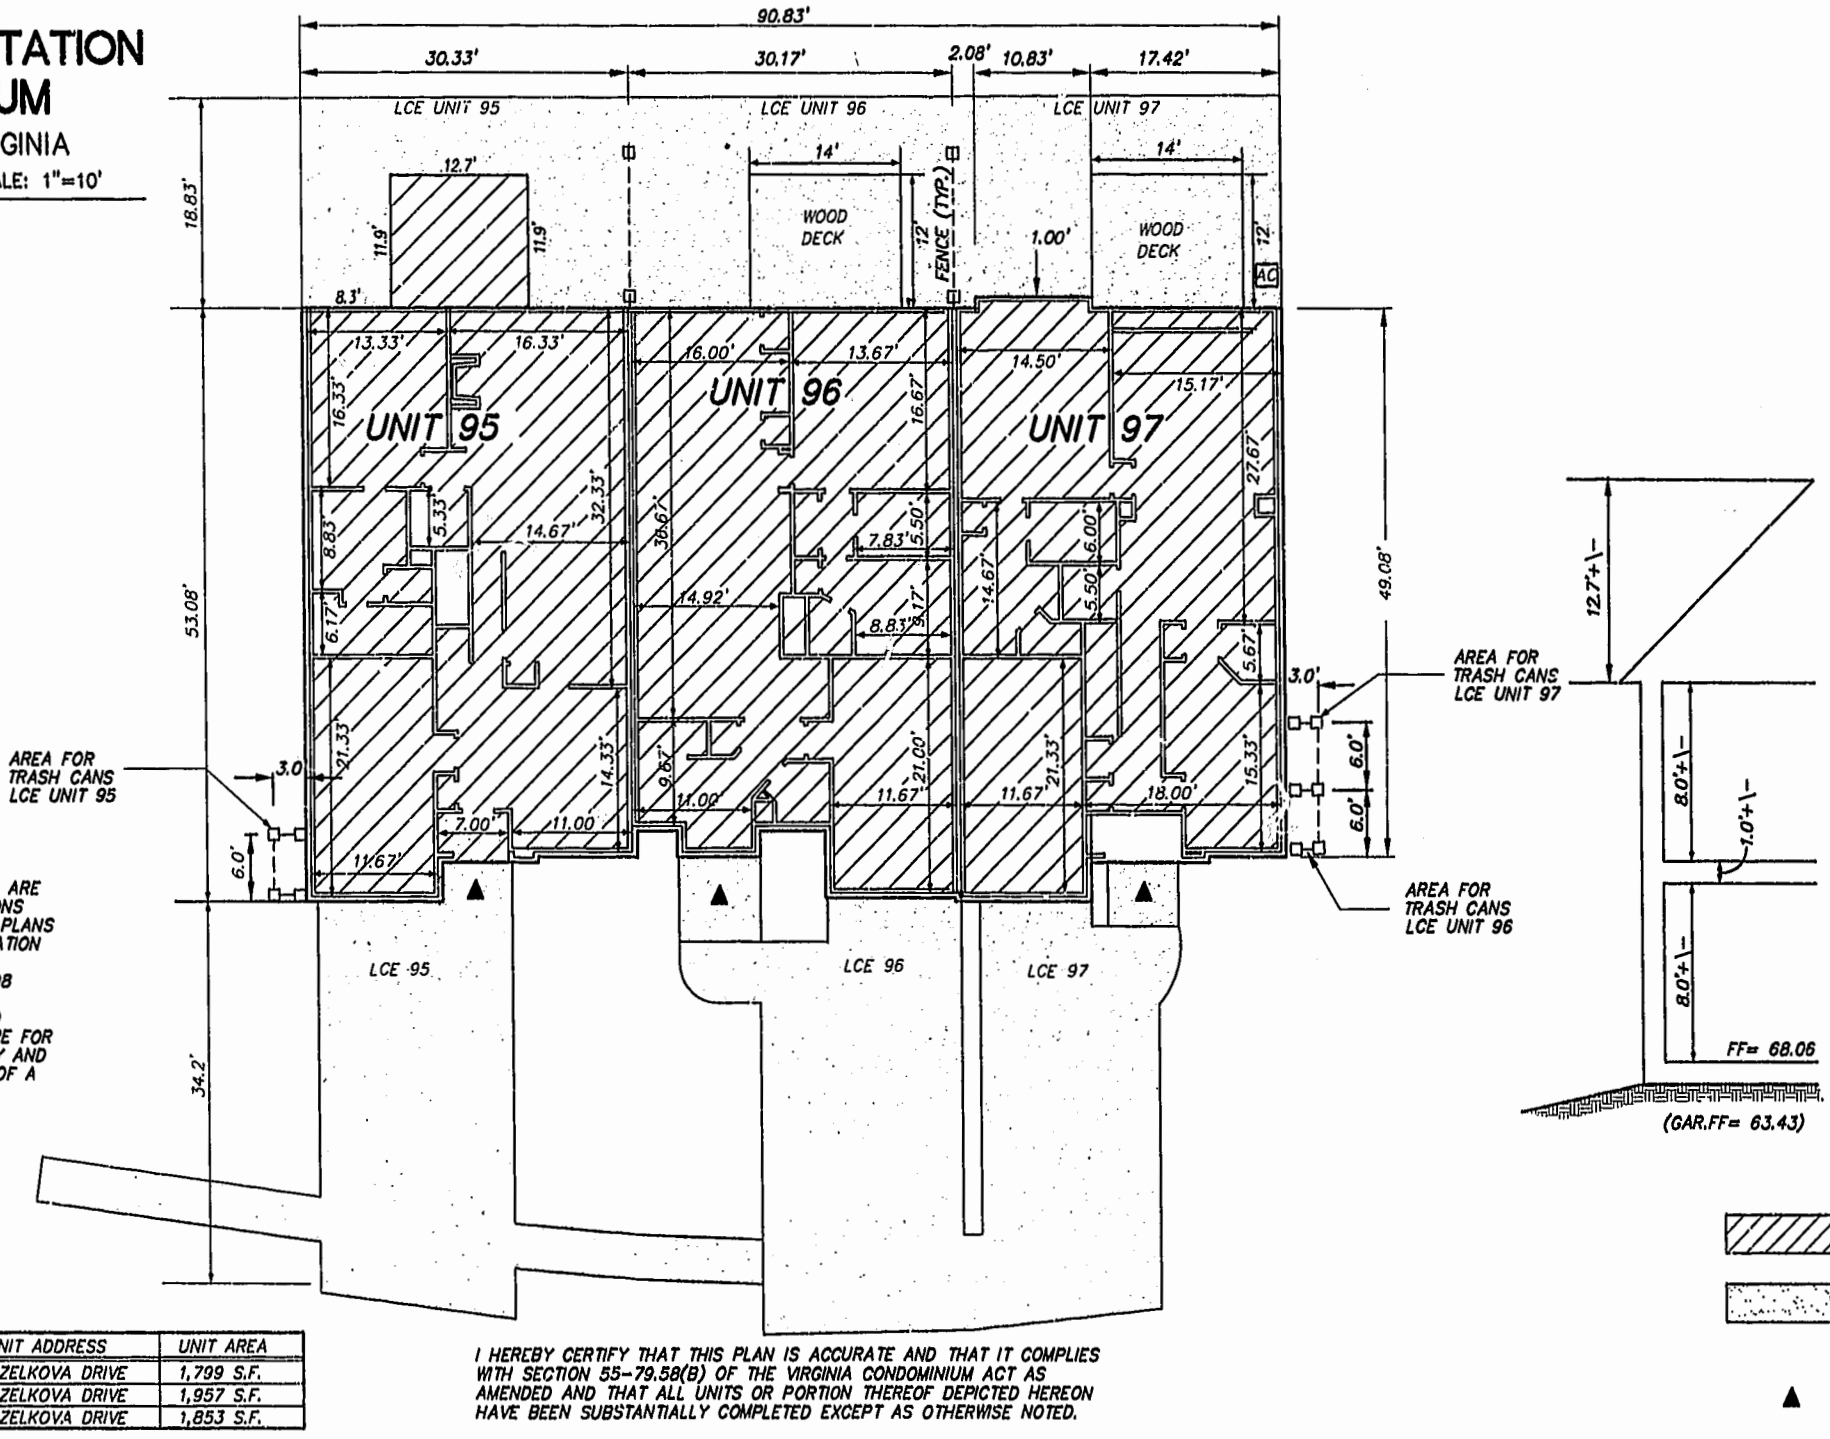 TATION
UM
GINIA
ALE: 1"=10'
90.83'
30.33'
30.17'
2.08'
10.83'
17.42'
LCE UNIT 95
LCE UNIT 96
LCE UNIT 97
18.83'
12.7'
11.9'
11.9'
14'
WOOD
DECK
12'
FENCE (TYP.)
1.00'
14'
WOOD
DECK
12'
AC
8.3'
13.33'
16.33'
16.00'
13.67'
14.50'
15.17'
16.33'
UNIT 95
UNIT 96
UNIT 97
16.67'
27.67'
32.33'
8.83'
5.33'
14.67'
5.50'
7.83'
6.00'
14.67'
5.50'
6.17'
14.92'
9.17'
8.83'
5.67'
53.08'
49.08'
21.33'
14.33'
9.67'
21.00'
21.33'
15.33'
11.67'
7.00'
11.00'
11.00'
11.67'
11.67'
18.00'
3.0'
6.0'
AREA FOR
TRASH CANS
LCE UNIT 95
3.0'
6.0'
6.0'
AREA FOR
TRASH CANS
LCE UNIT 97
AREA FOR
TRASH CANS
LCE UNIT 96
ARE
NS
PLANS
ATION
8
E FOR
Y AND
OF A
LCE 95
LCE 96
LCE 97
34.2'
12.7'+\-
8.0'+\-
1.0'+\-
8.0'+\-
FF= 68.06
(GAR.FF= 63.43)
NIT ADDRESS UNIT AREA
ZELKOVA DRIVE 1,799 S.F.
ZELKOVA DRIVE 1,957 S.F.
ZELKOVA DRIVE 1,853 S.F.
I HEREBY CERTIFY THAT THIS PLAN IS ACCURATE AND THAT IT COMPLIES
WITH SECTION 55-79.58(B) OF THE VIRGINIA CONDOMINIUM ACT AS
AMENDED AND THAT ALL UNITS OR PORTION THEREOF DEPICTED HEREON
HAVE BEEN SUBSTANTIALLY COMPLETED EXCEPT AS OTHERWISE NOTED.